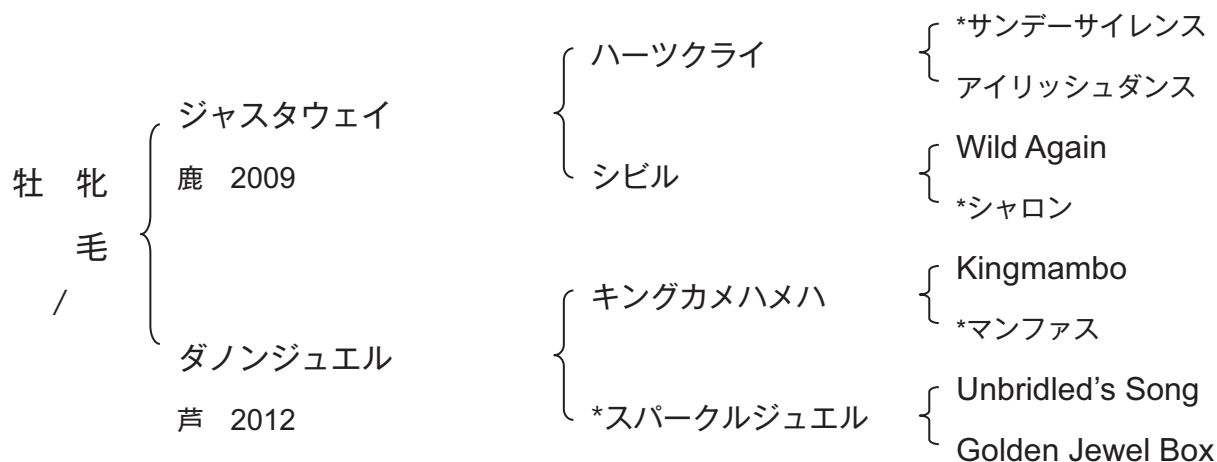 牡 牝
毛
/
ジャスタウェイ
鹿 2009
ダノンジュエル
芦 2012
ハーツクライ
シビル
キングカメハメハ
*スパークルジュエル
*サンデーサイレンス
アイリッシュダンス
Wild Again
*シャロン
Kingmambo
*マンファス
Unbridled’s Song
Golden Jewel Box